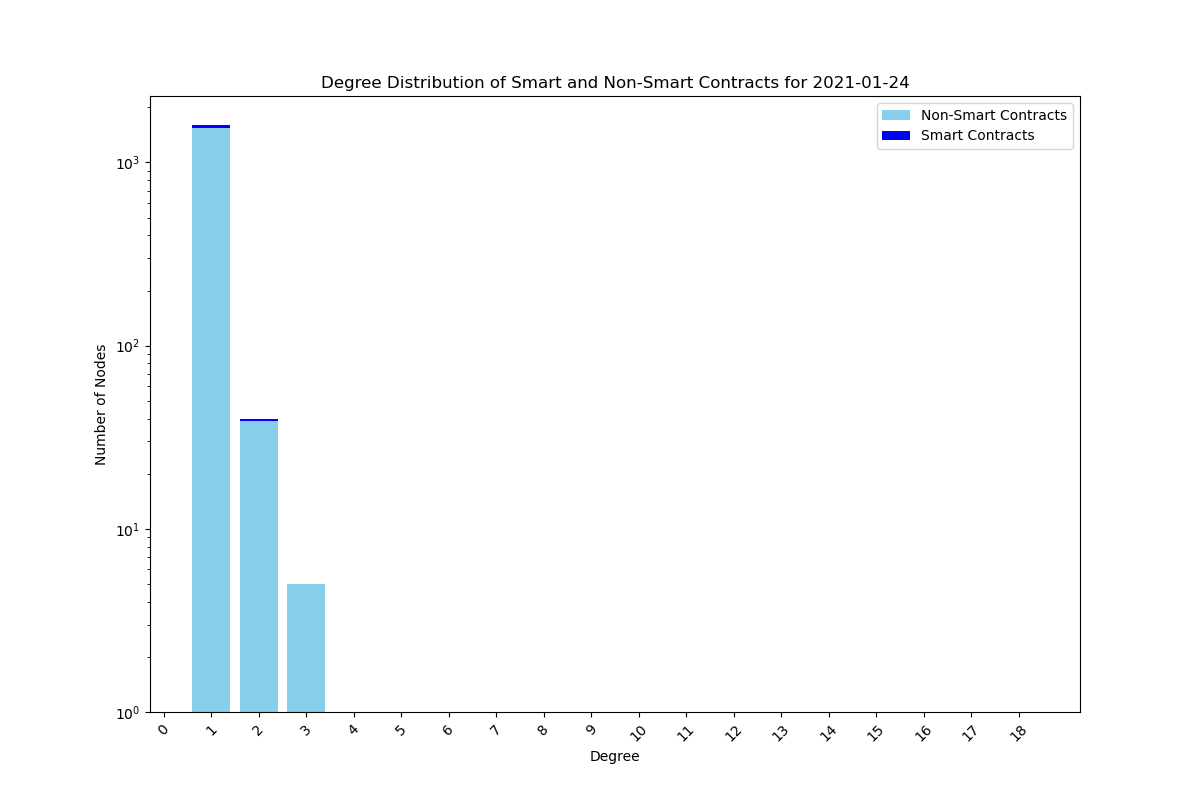 Degree Distribution of Smart and Non-Smart Contracts for 2021-01-24
Non-Smart Contracts
Smart Contracts
Number of Nodes
10³
10²
10¹
10⁰
0 1 2 3 4 5 6 7 8 9 10 11 12 13 14 15 16 17 18
Degree